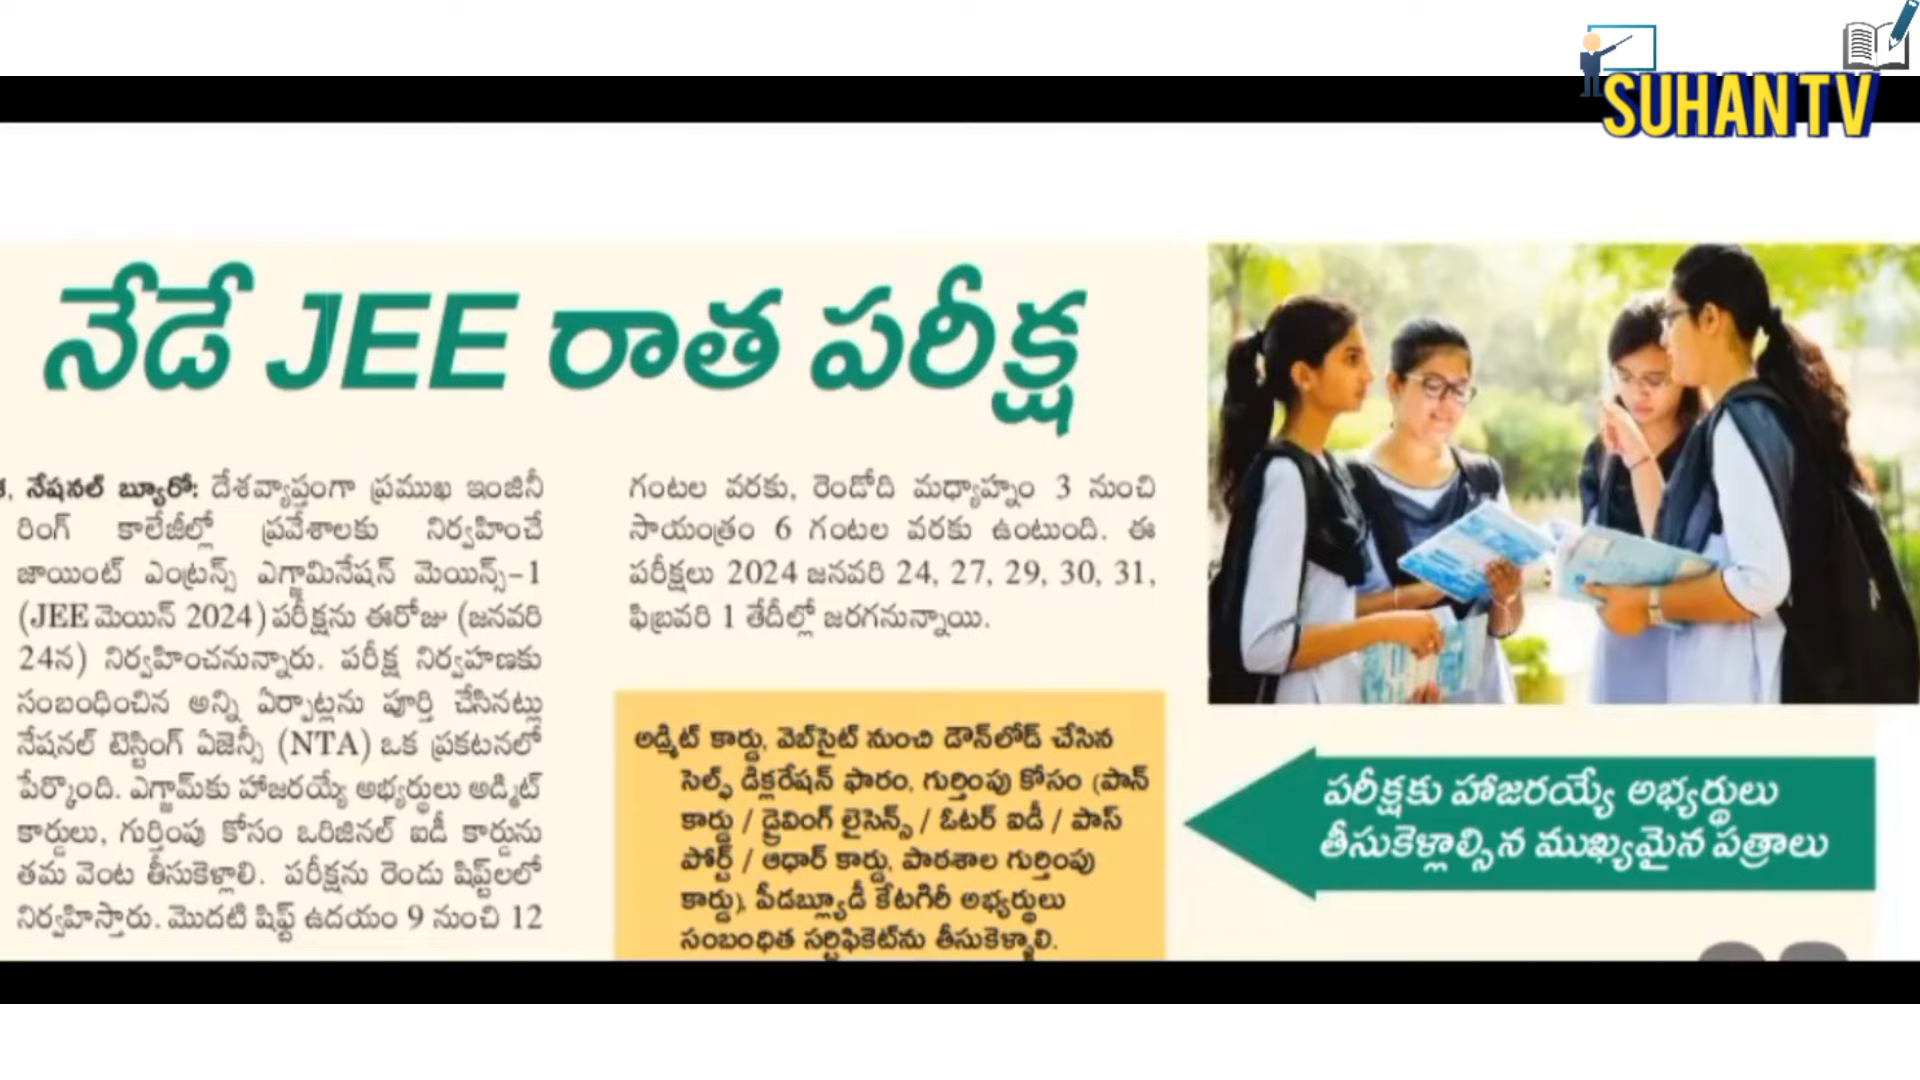 SUHAN TV
నేడే JEE రాత పరీక్ష
నేషనల్ బ్యూరో: దేశవ్యాప్తంగా ప్రముఖ ఇంజినీ
రింగ్ కాలేజీల్లో ప్రవేశాలకు నిర్వహించే
జాయింట్ ఎంట్రన్స్ ఎగ్జామినేషన్ మెయిన్స్-1
(JEE మెయిన్ 2024) పరీక్షను ఈరోజు (జనవరి
24న) నిర్వహించనున్నారు. పరీక్ష నిర్వహణకు
సంబంధించిన అన్ని ఏర్పాట్లను పూర్తి చేసినట్లు
నేషనల్ టెస్టింగ్ ఏజెన్సీ (NTA) ఒక ప్రకటనలో
పేర్కొంది. ఎగ్జామ్‌కు హాజరయ్యే అభ్యర్థులు అడ్మిట్
కార్డులు, గుర్తింపు కోసం ఒరిజినల్ ఐడీ కార్డును
తమ వెంట తీసుకెళ్లాలి. పరీక్షను రెండు షిఫ్ట్‌లలో
నిర్వహిస్తారు. మొదటి షిఫ్ట్ ఉదయం 9 నుంచి 12
గంటల వరకు, రెండోది మధ్యాహ్నం 3 నుంచి
సాయంత్రం 6 గంటల వరకు ఉంటుంది. ఈ
పరీక్షలు 2024 జనవరి 24, 27, 29, 30, 31,
ఫిబ్రవరి 1 తేదీల్లో జరగనున్నాయి.
అడ్మిట్ కార్డు, వెబ్‌సైట్ నుంచి డౌన్‌లోడ్ చేసిన
సెల్ఫ్ డిక్లరేషన్ ఫారం, గుర్తింపు కోసం (పాన్
కార్డు / డ్రైవింగ్ లైసెన్స్ / ఓటర్ ఐడీ / పాస్
పోర్ట్ / ఆధార్ కార్డు, పాఠశాల గుర్తింపు
కార్డు), పీడబ్ల్యూడీ కేటగిరీ అభ్యర్థులు
సంబంధిత సర్టిఫికెట్‌ను తీసుకెళ్ళాలి.
పరీక్షకు హాజరయ్యే అభ్యర్థులు
తీసుకెళ్లాల్సిన ముఖ్యమైన పత్రాలు